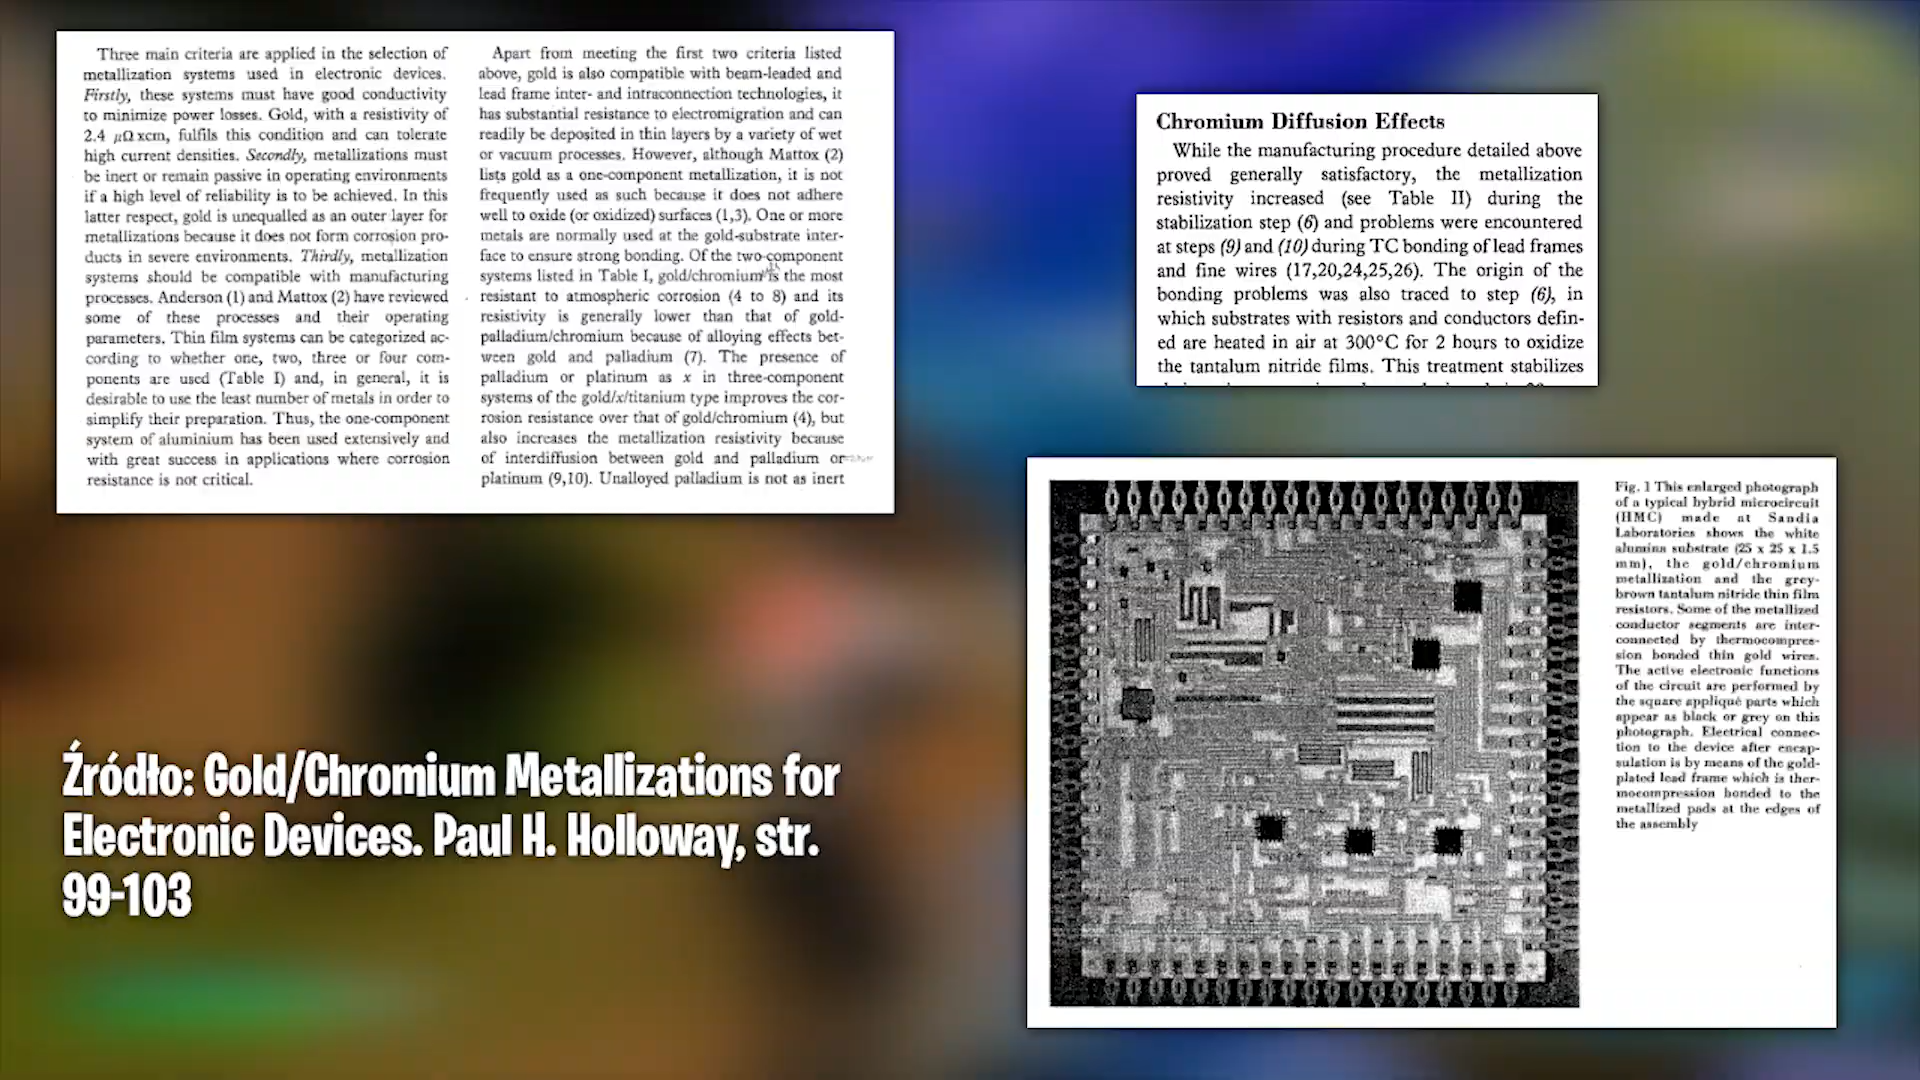 Three main criteria are applied in the selection of
metallization systems used in electronic devices.
Firstly, these systems must have good conductivity
to minimize power losses. Gold, with a resistivity of
2.4 μΩ xcm, fulfils this condition and can tolerate
high current densities. Secondly, metallizations must
be inert or remain passive in operating environments
if a high level of reliability is to be achieved. In this
latter respect, gold is unequalled as an outer layer for
metallizations because it does not form corrosion pro-
ducts in severe environments. Thirdly, metallization
systems should be compatible with manufacturing
processes. Anderson (1) and Mattox (2) have reviewed
some of these processes and their operating
parameters. Thin film systems can be categorized ac-
cording to whether one, two, three or four com-
ponents are used (Table I) and, in general, it is
desirable to use the least number of metals in order to
simplify their preparation. Thus, the one-component
system of aluminium has been used extensively and
with great success in applications where corrosion
resistance is not critical.
Apart from meeting the first two criteria listed
above, gold is also compatible with beam-leaded and
lead frame inter- and intraconnection technologies, it
has substantial resistance to electromigration and can
readily be deposited in thin layers by a variety of wet
or vacuum processes. However, although Mattox (2)
lists gold as a one-component metallization, it is not
frequently used as such because it does not adhere
well to oxide (or oxidized) surfaces (1,3). One or more
metals are normally used at the gold-substrate inter-
face to ensure strong bonding. Of the two-component
systems listed in Table I, gold/chromium is the most
resistant to atmospheric corrosion (4 to 8) and its
resistivity is generally lower than that of gold-
palladium/chromium because of alloying effects bet-
ween gold and palladium (7). The presence of
palladium or platinum as x in three-component
systems of the gold/x/titanium type improves the cor-
rosion resistance over that of gold/chromium (4), but
also increases the metallization resistivity because
of interdiffusion between gold and palladium or
platinum (9,10). Unalloyed palladium is not as inert
Chromium Diffusion Effects
While the manufacturing procedure detailed above
proved generally satisfactory, the metallization
resistivity increased (see Table II) during the
stabilization step (6) and problems were encountered
at steps (9) and (10) during TC bonding of lead frames
and fine wires (17,20,24,25,26). The origin of the
bonding problems was also traced to step (6), in
which substrates with resistors and conductors defin-
ed are heated in air at 300°C for 2 hours to oxidize
the tantalum nitride films. This treatment stabilizes
Fig. 1 This enlarged photograph
of a typical hybrid microcircuit
(HMC) made at Sandia
Laboratories shows the white
alumina substrate (25 x 25 x 1.5
mm), the gold/chromium
metallization and the grey-
brown tantalum nitride thin film
resistors. Some of the metallized
conductor segments are inter-
connected by thermocompres-
sion bonded thin gold wires.
The active electronic functions
of the circuit are performed by
the square appliqué parts which
appear as black or grey on this
photograph. Electrical connec-
tion to the device after encap-
sulation is by means of the gold-
plated lead frame which is ther-
mocompression bonded to the
metallized pads at the edges of
the assembly
Źródło: Gold/Chromium Metallizations for
Electronic Devices. Paul H. Holloway, str.
99-103